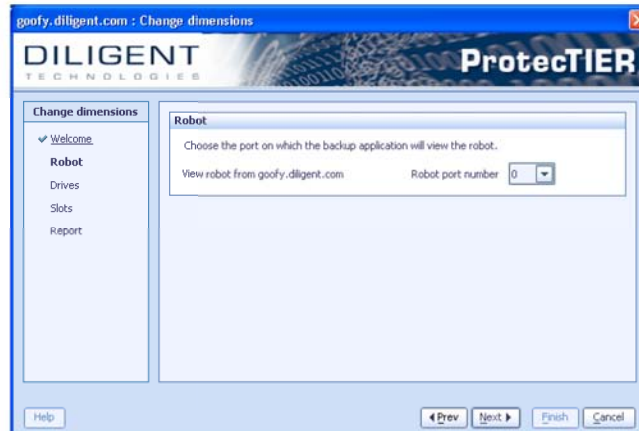 goofy.diligent.com : Change dimensions
DILIGENT
TECHNOLOGIES
ProtecTIER
Change dimensions
Welcome
Robot
Drives
Slots
Report
Robot
Choose the port on which the backup application will view the robot.
View robot from goofy.diligent.com Robot port number 0
Help Prev Next Finish Cancel